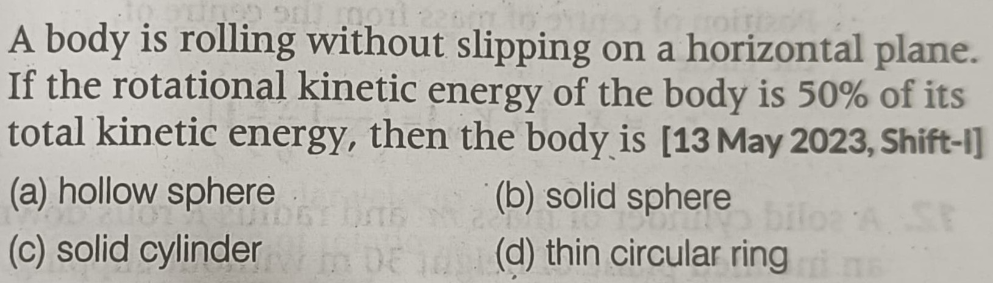 A body is rolling without slipping on a horizontal plane.
If the rotational kinetic energy of the body is 50% of its
total kinetic energy, then the body is [13 May 2023, Shift-I]
(a) hollow sphere (b) solid sphere
(c) solid cylinder (d) thin circular ring